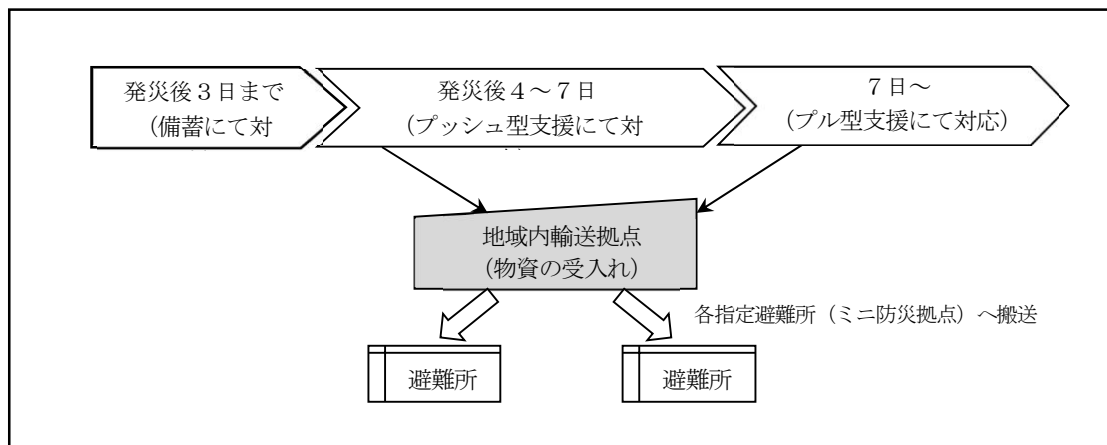 発災後３日まで
（備蓄にて対
発災後４～７日
（プッシュ型支援にて対
７日～
（プル型支援にて対応）
地域内輸送拠点
（物資の受入れ）
各指定避難所（ミニ防災拠点）へ搬送
避難所
避難所